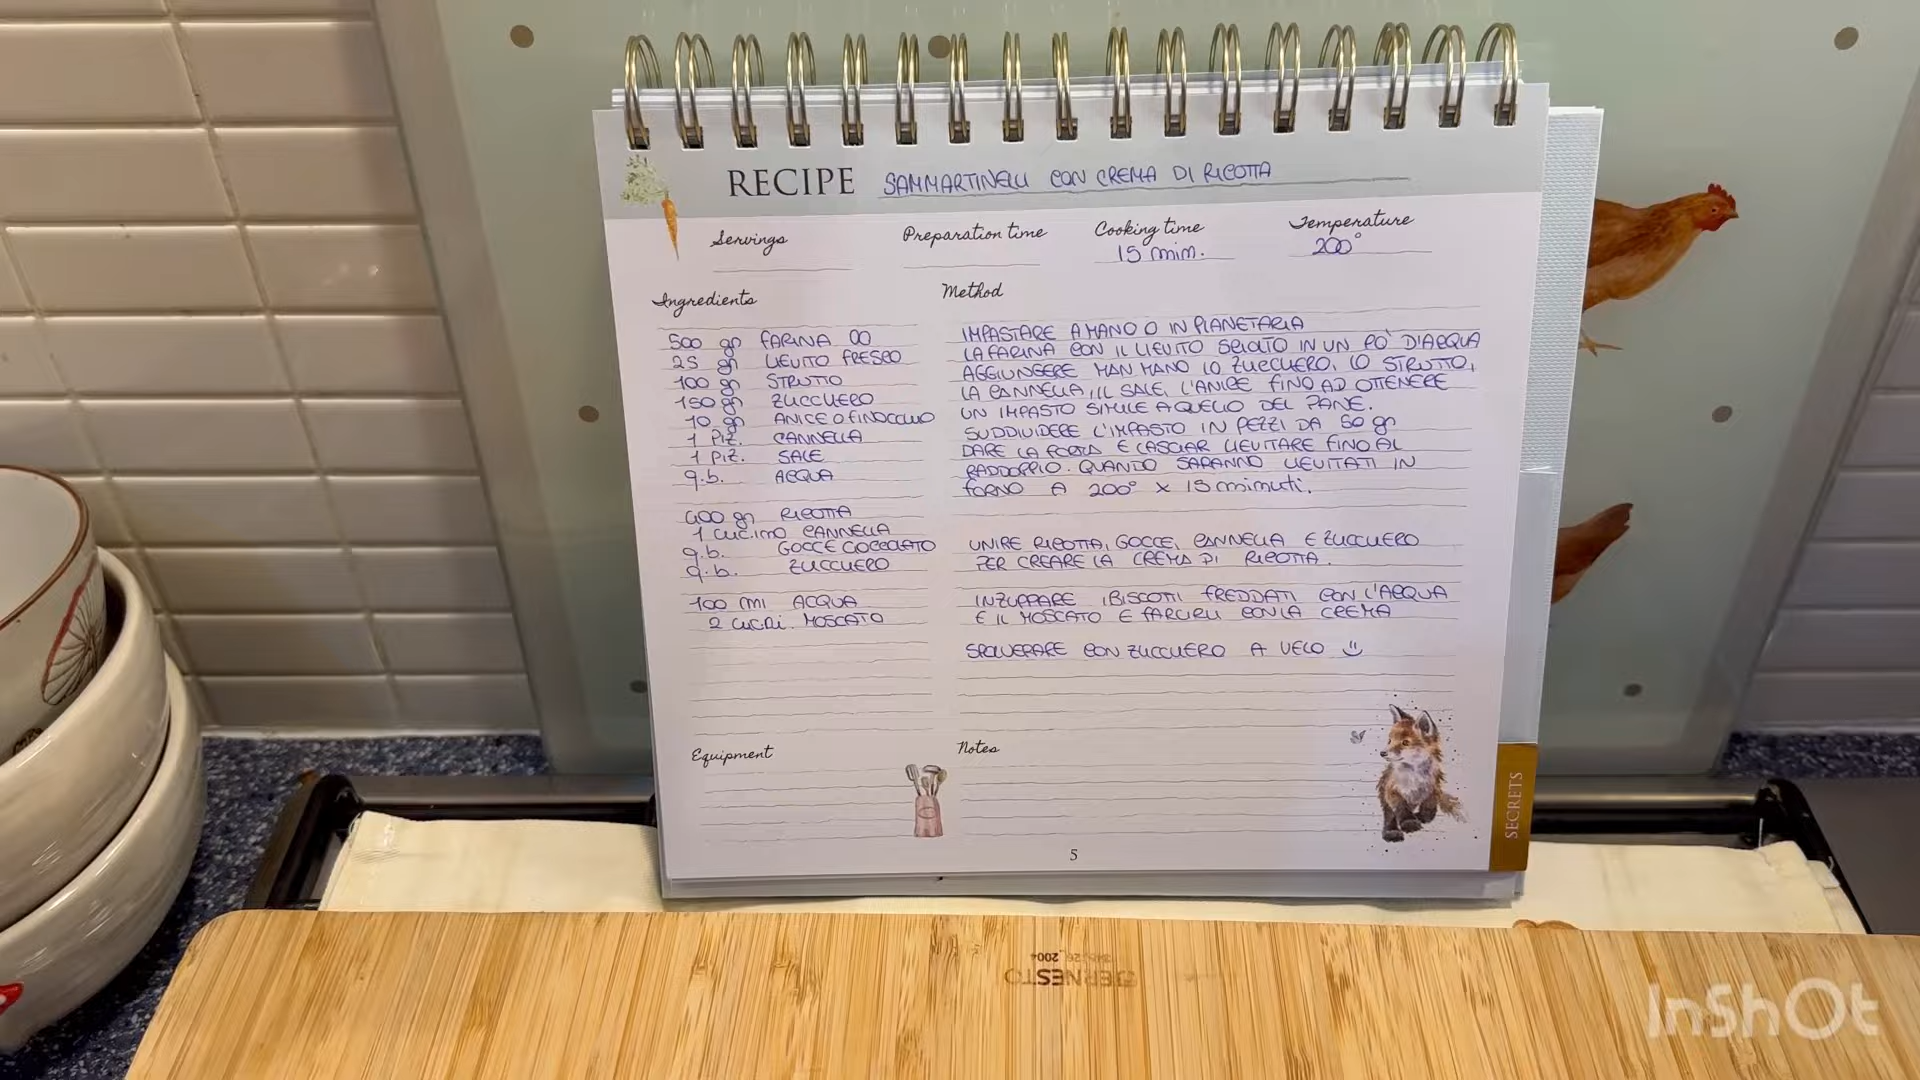 RECIPE SAMMARTINELLI CON CREMA DI RICOTTA
Servings
Preparation time
Cooking time
15 min.
Temperature
200°
Ingredients
500 gr FARINA 00
25 gr LIEVITO FRESCO
100 gr STRUTTO
150 gr ZUCCHERO
10 gr ANICE O FINOCCHIO
1 PIZ. CANNELLA
1 PIZ. SALE
q.b. ACQUA
400 gr RICOTTA
1 CUC.INO CANNELLA
q.b. GOCCE CIOCCOLATO
q.b. ZUCCHERO
100 ml ACQUA
2 CUC.DI. MOSCATO
Method
IMPASTARE A MANO O IN PLANETARIA
LA FARINA CON IL LIEVITO SCIOLTO IN UN PO' D'ACQUA
AGGIUNGERE MAN MANO LO ZUCCHERO, LO STRUTTO,
LA CANNELLA, IL SALE, L'ANICE FINO AD OTTENERE
UN IMPASTO SIMILE A QUELLO DEL PANE.
SUDDIVIDERE L'IMPASTO IN PEZZI DA 50 gr
DARE LA FORMA E LASCIAR LIEVITARE FINO AL
RADDOPPIO. QUANDO SARANNO LIEVITATI IN
FORNO A 200° x 15 minuti.
UNIRE RICOTTA, GOCCE, CANNELLA E ZUCCHERO
PER CREARE LA CREMA DI RICOTTA.
INZUPPARE I BISCOTTI FREDDATI CON L'ACQUA
E IL MOSCATO E FARCIRLI CON LA CREMA
SPOLVERARE CON ZUCCHERO A VELO
Equipment
Notes
5
SECRETS
ERNESTO
InShOt